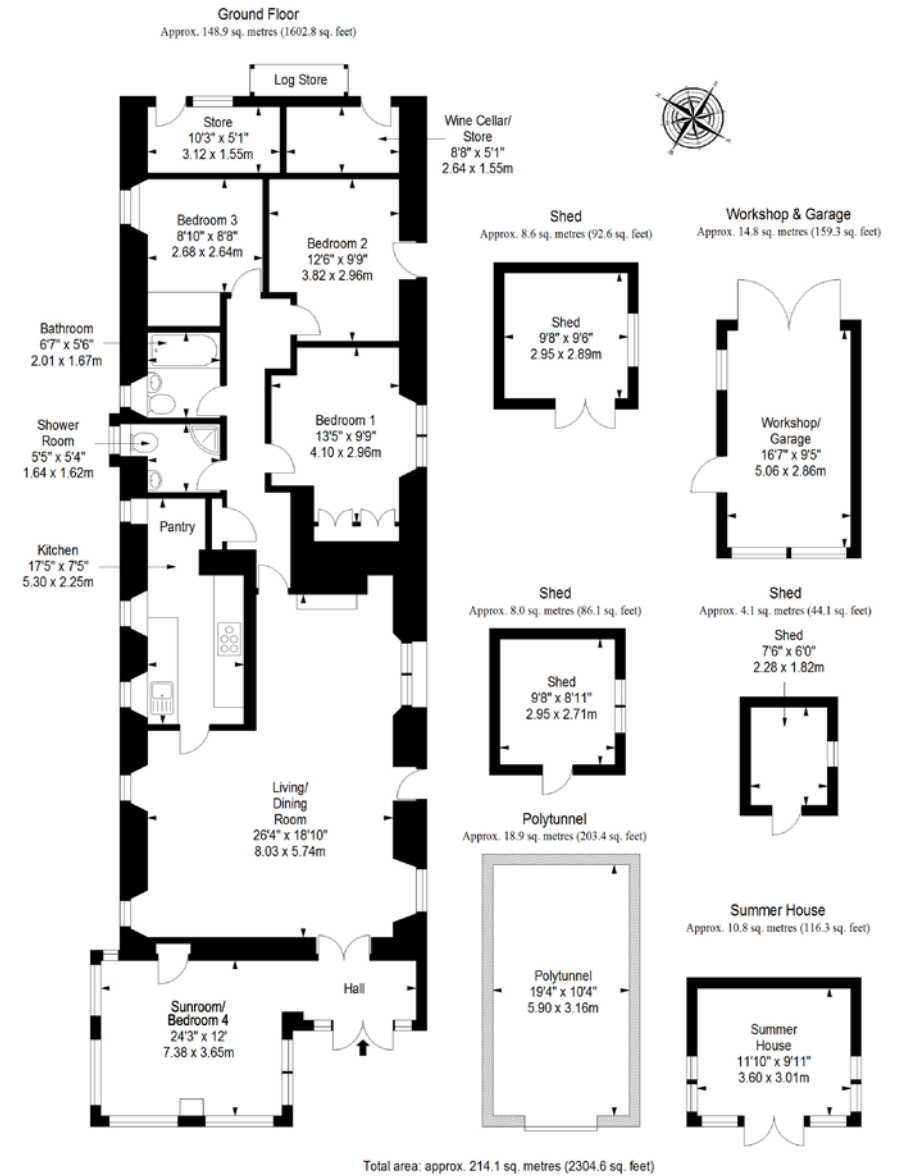 Ground Floor
Approx. 148.9 sq. metres (1602.8 sq. feet)
Log Store
Store
10'3" x 5'1"
3.12 x 1.55m
Wine Cellar/
Store
8'8" x 5'1"
2.64 x 1.55m
Bedroom 3
8'10" x 8'8"
2.68 x 2.64m
Bedroom 2
12'6" x 9'9"
3.82 x 2.96m
Bathroom
6'7" x 5'6"
2.01 x 1.67m
Shower
Room
5'5" x 5'4"
1.64 x 1.62m
Bedroom 1
13'5" x 9'9"
4.10 x 2.96m
Pantry
Kitchen
17'5" x 7'5"
5.30 x 2.25m
Living/
Dining
Room
26'4" x 18'10"
8.03 x 5.74m
Hall
Sunroom/
Bedroom 4
24'3" x 12'
7.38 x 3.65m
Shed
Approx. 8.6 sq. metres (92.6 sq. feet)
Shed
9'8" x 9'6"
2.95 x 2.89m
Workshop & Garage
Approx. 14.8 sq. metres (159.3 sq. feet)
Workshop/
Garage
16'7" x 9'5"
5.06 x 2.86m
Shed
Approx. 8.0 sq. metres (86.1 sq. feet)
Shed
9'8" x 8'11"
2.95 x 2.71m
Shed
Approx. 4.1 sq. metres (44.1 sq. feet)
Shed
7'6" x 6'0"
2.28 x 1.82m
Polytunnel
Approx. 18.9 sq. metres (203.4 sq. feet)
Polytunnel
19'4" x 10'4"
5.90 x 3.16m
Summer House
Approx. 10.8 sq. metres (116.3 sq. feet)
Summer
House
11'10" x 9'11"
3.60 x 3.01m
Total area: approx. 214.1 sq. metres (2304.6 sq. feet)